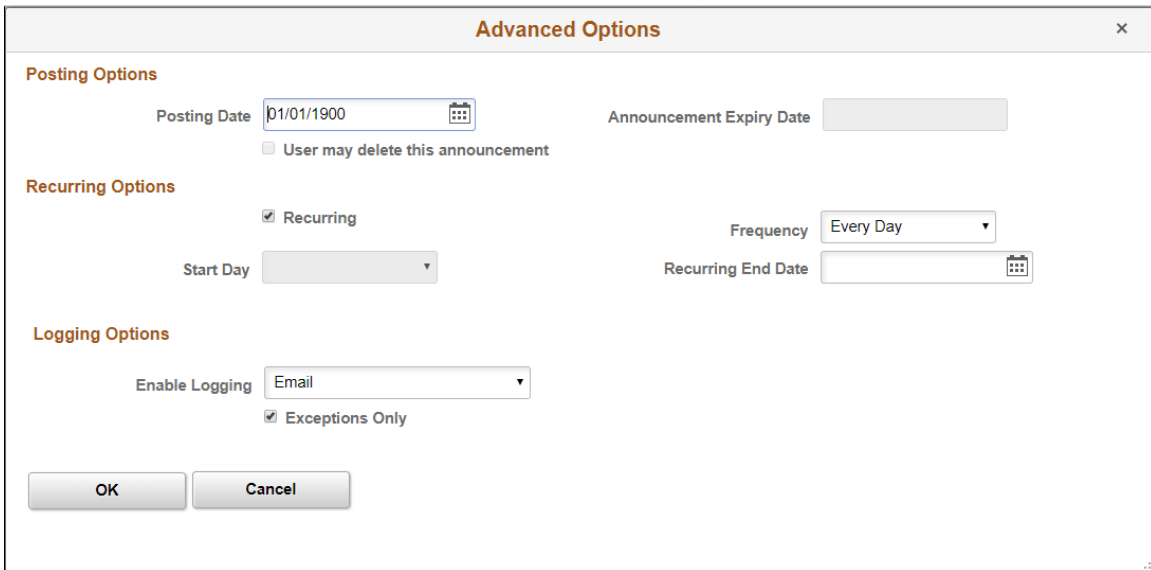 Advanced Options ×
Posting Options
Posting Date 01/01/1900 Announcement Expiry Date
User may delete this announcement
Recurring Options
Recurring Frequency Every Day
Start Day Recurring End Date
Logging Options
Enable Logging Email
Exceptions Only
OK Cancel